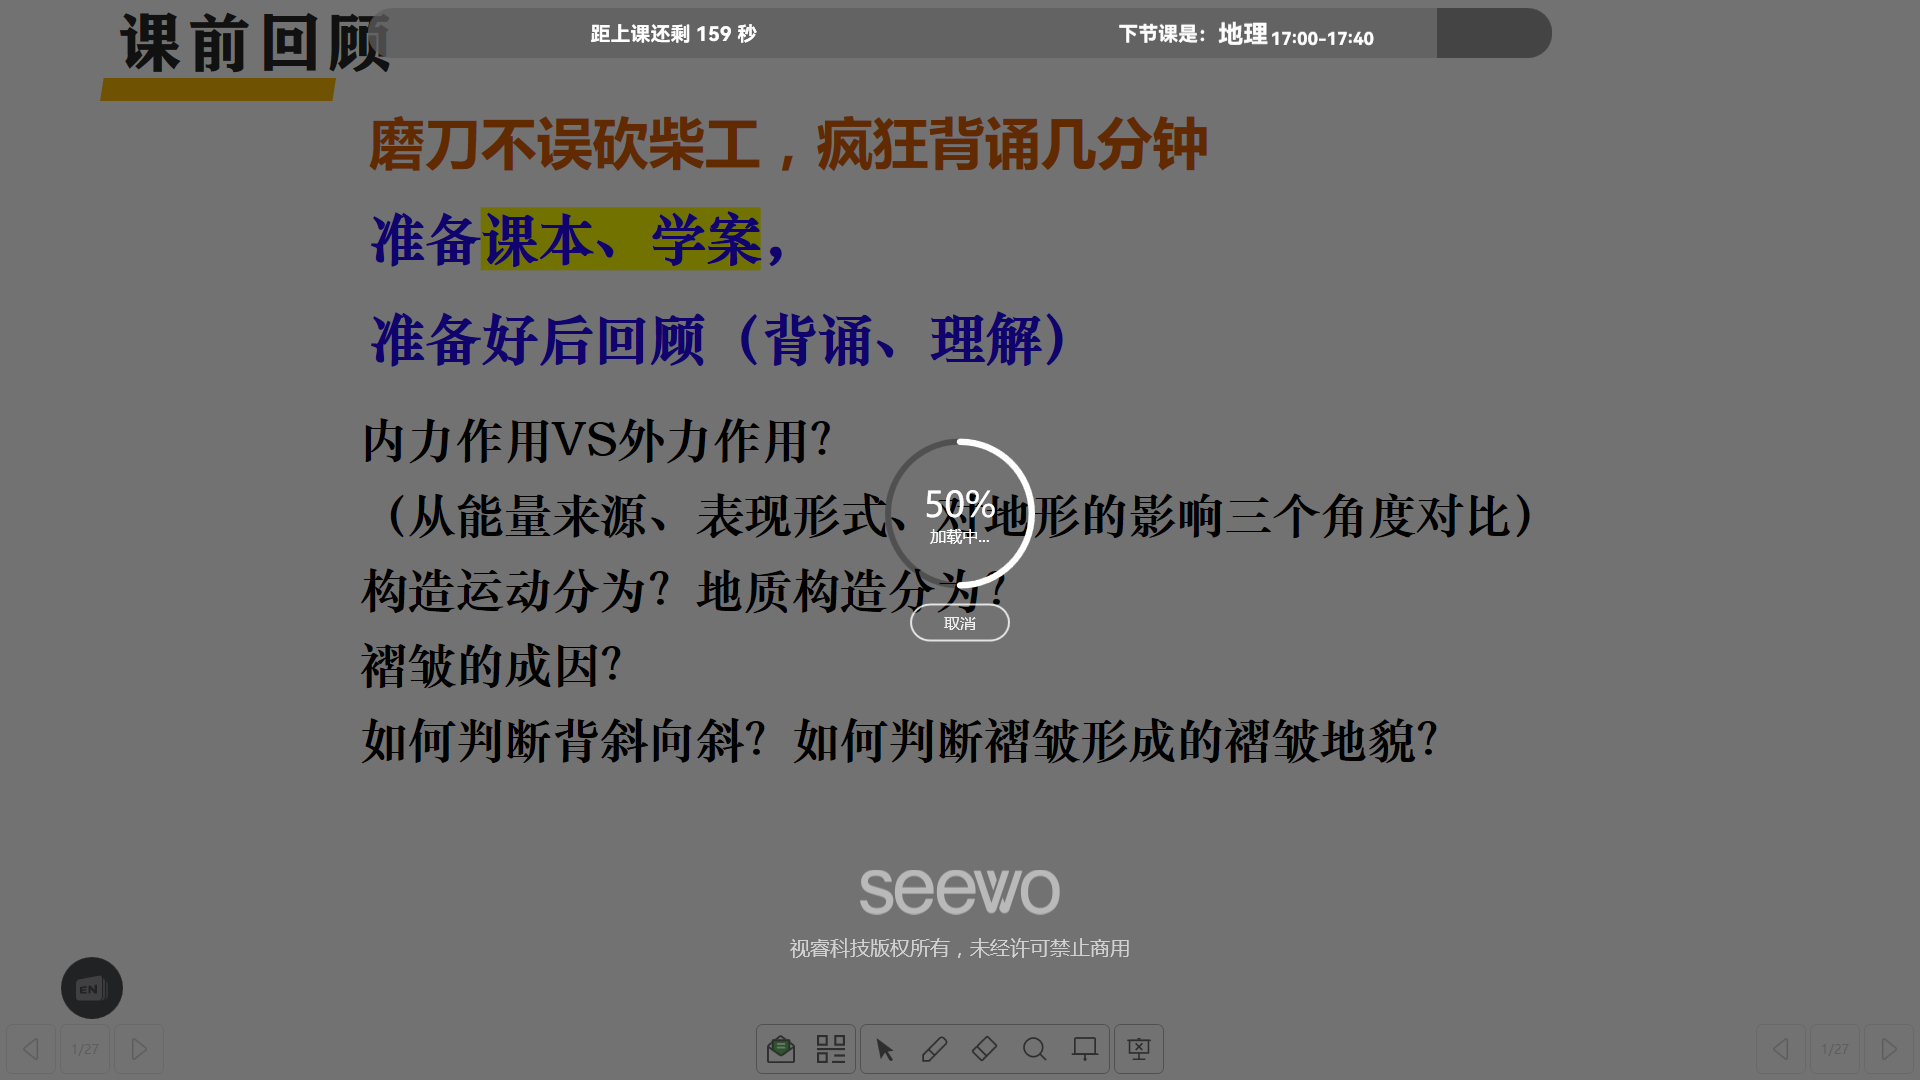 课前回顾
距上课还剩 159 秒
下节课是：地理 17:00-17:40
磨刀不误砍柴工，疯狂背诵几分钟
准备课本、学案，
准备好后回顾（背诵、理解）
内力作用VS外力作用？
（从能量来源、表现形式、对地形的影响三个角度对比）
50%
加载中...
构造运动分为？地质构造分为？
取消
褶皱的成因？
如何判断背斜向斜？如何判断褶皱形成的褶皱地貌？
seewo
视睿科技版权所有，未经许可禁止商用
EN
1/27
1/27